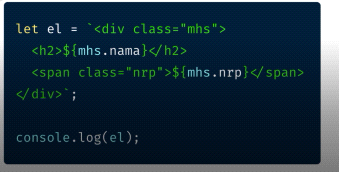 let el = `<div class="mhs">
<h2>${mhs.nama}</h2>
<span class="nrp">${mhs.nrp}</span>
</div>`;
console.log(el);